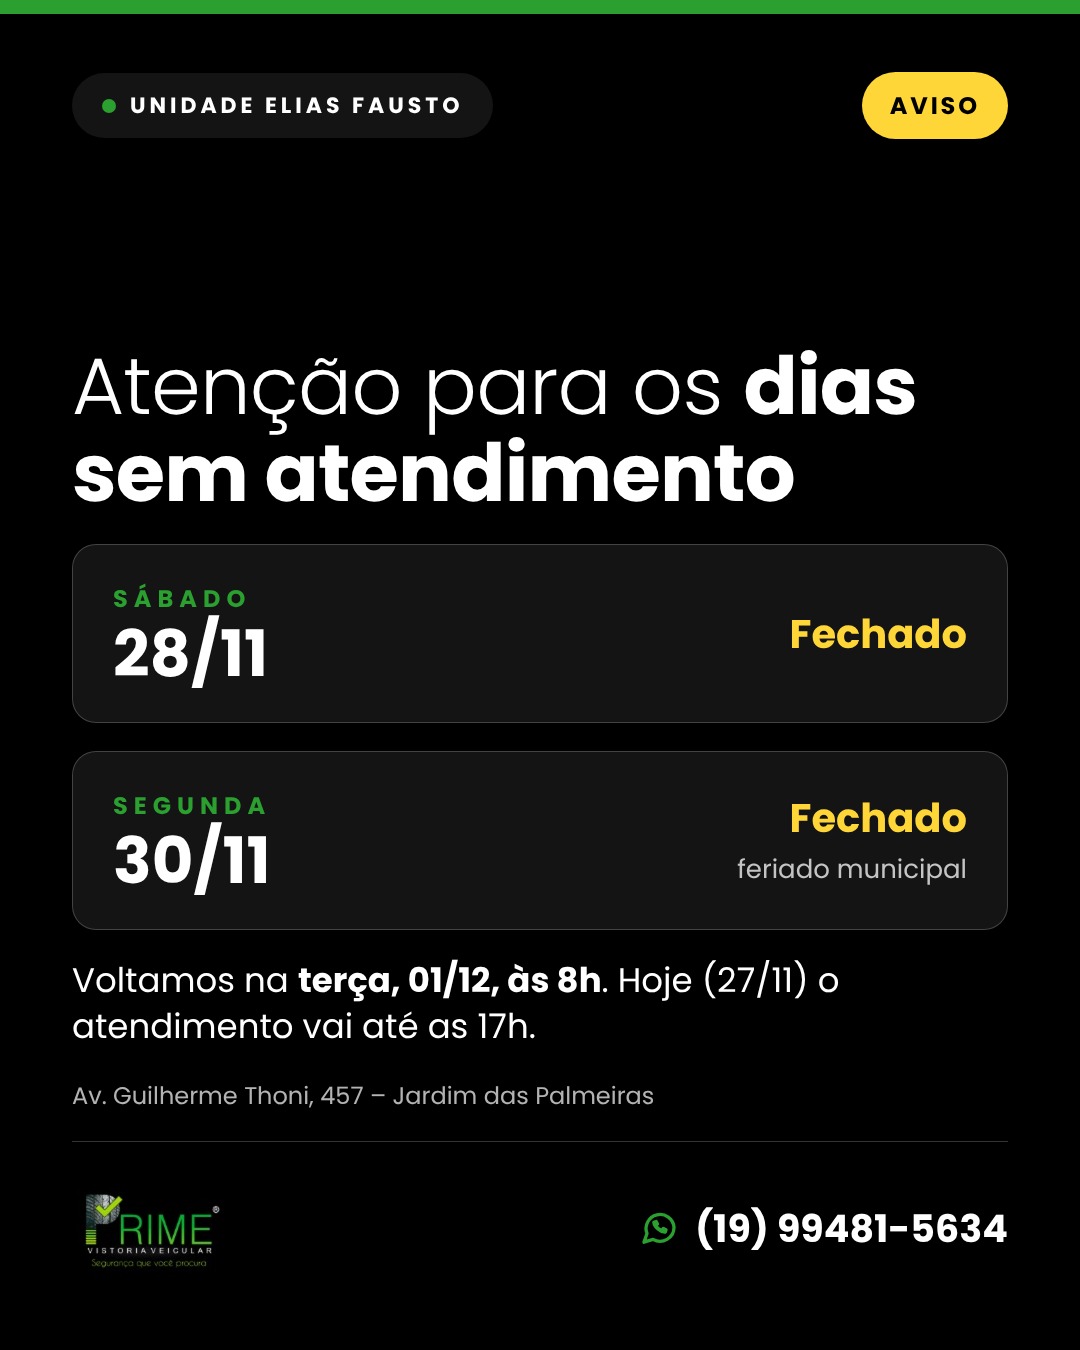 UNIDADE ELIAS FAUSTO
AVISO
Atenção para os dias
sem atendimento
SÁBADO
28/11
Fechado
SEGUNDA
30/11
Fechado
feriado municipal
Voltamos na terça, 01/12, às 8h. Hoje (27/11) o
atendimento vai até as 17h.
Av. Guilherme Thoni, 457 – Jardim das Palmeiras
PRIME®
VISTORIA VEICULAR
Segurança que você procura
(19) 99481-5634